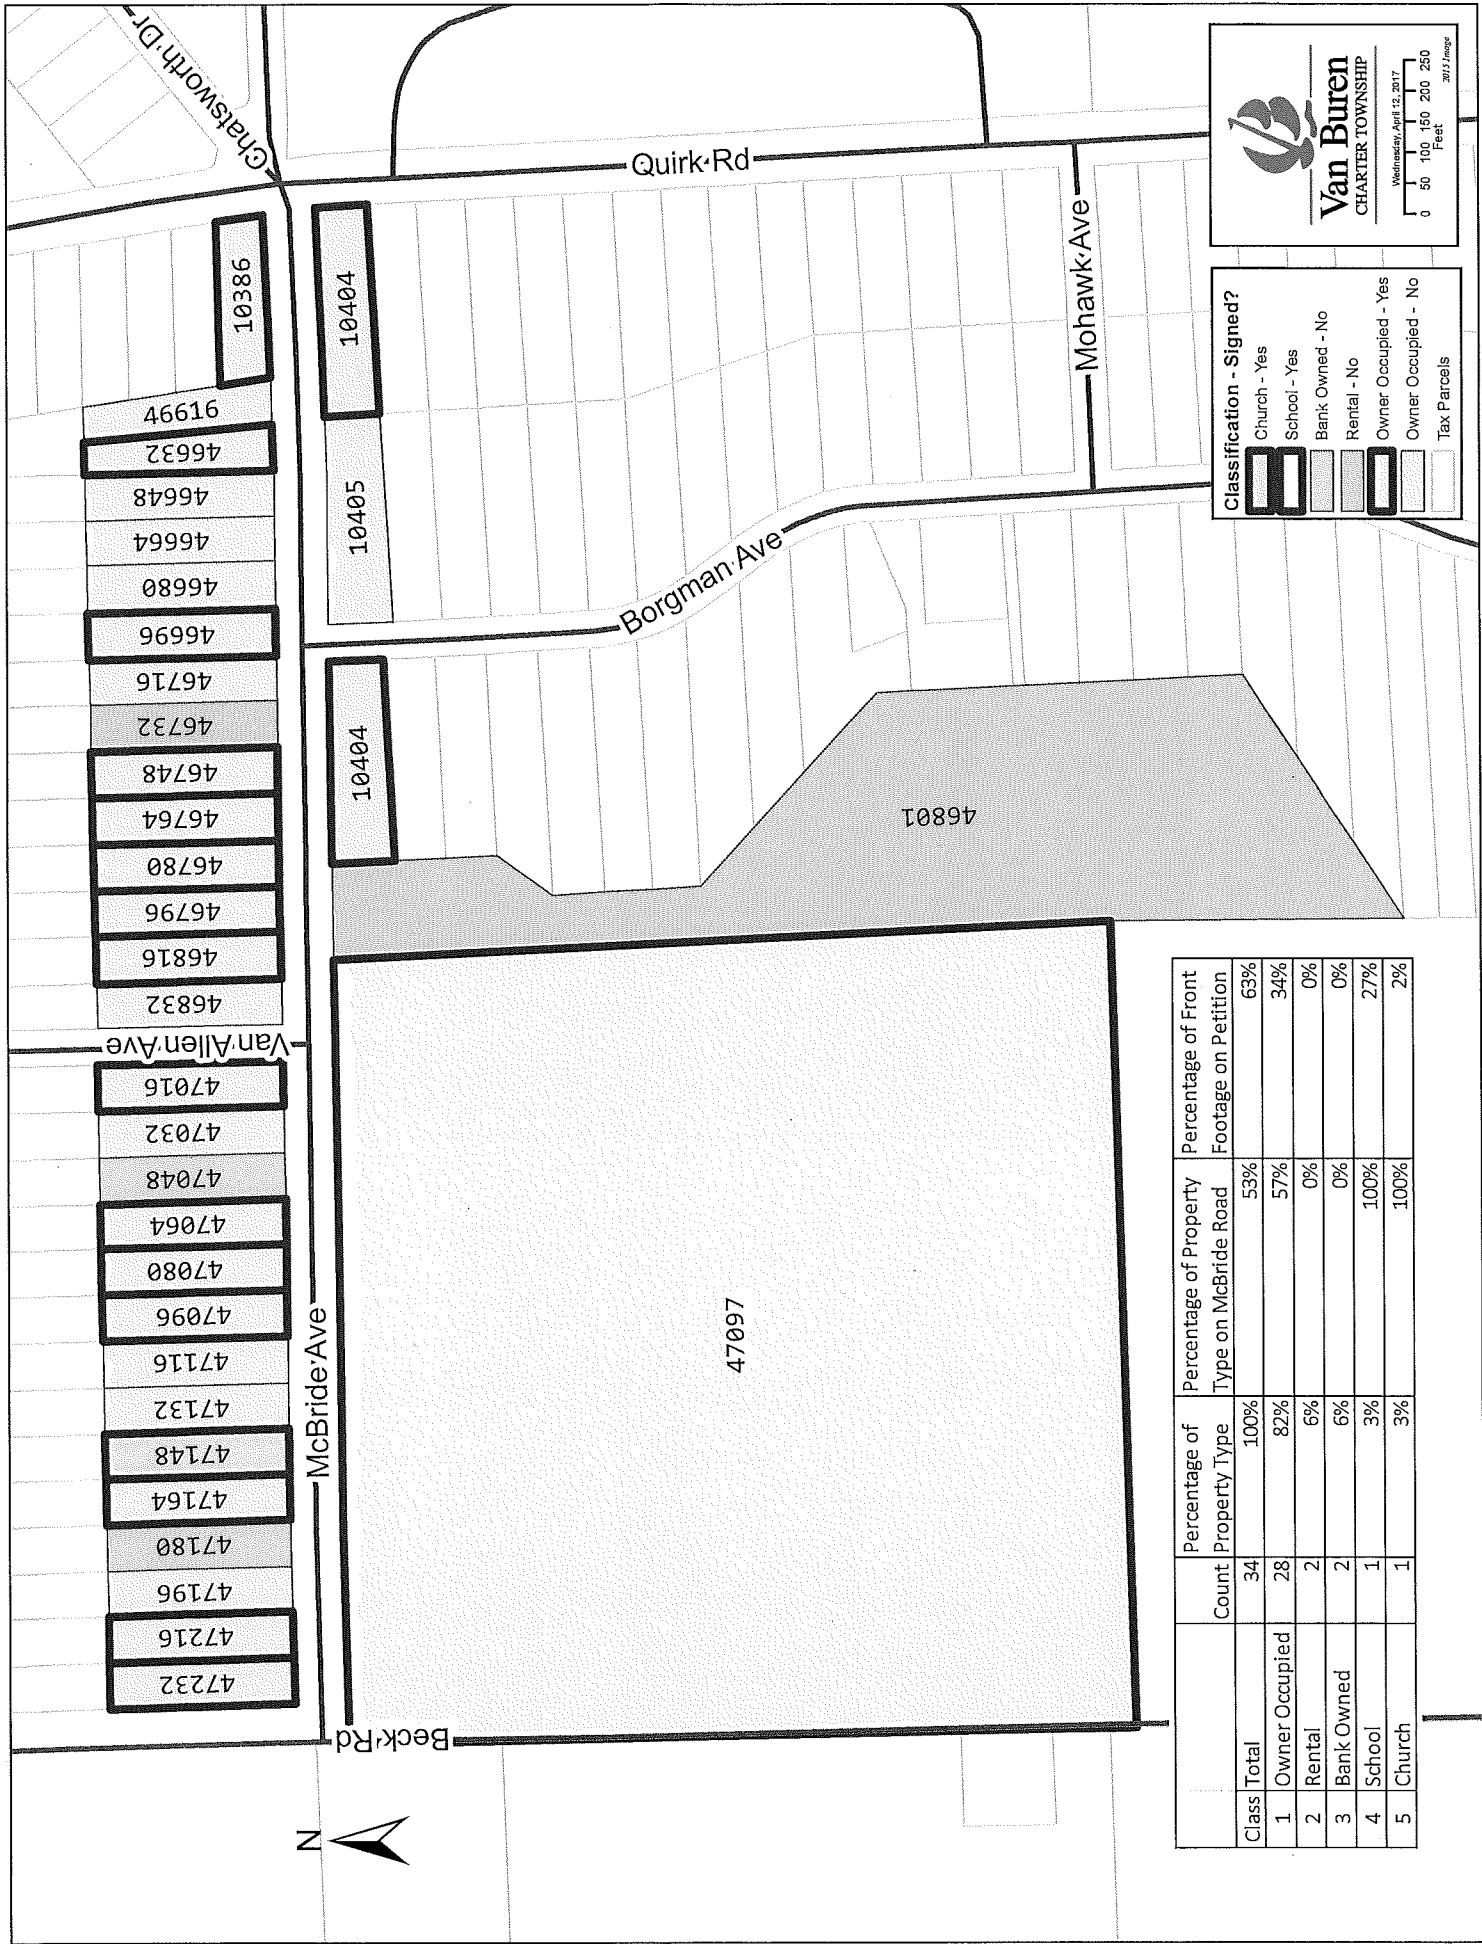 Chatsworth Dr
Quirk Rd
Mohawk Ave
Borgman Ave
Van Allen Ave
McBride Ave
Beck Rd
N
47232
47216
47196
47180
47164
47148
47132
47116
47096
47080
47064
47048
47032
47016
46832
46816
46796
46780
46764
46748
46732
46716
46696
46680
46664
46648
46632
46616
10386
10404
10405
10404
46801
47097
Van Buren
CHARTER TOWNSHIP
Wednesday, April 12, 2017
0 50 100 150 200 250
Feet
2015 Image
Classification - Signed?
Church - Yes
School - Yes
Bank Owned - No
Rental - No
Owner Occupied - Yes
Owner Occupied - No
Tax Parcels
Count Percentage of Property Type Percentage of Property Type on McBride Road Percentage of Front Footage on Petition
Class Total 34 100% 53% 63%
1 Owner Occupied 28 82% 57% 34%
2 Rental 2 6% 0% 0%
3 Bank Owned 2 6% 0% 0%
4 School 1 3% 100% 27%
5 Church 1 3% 100% 2%